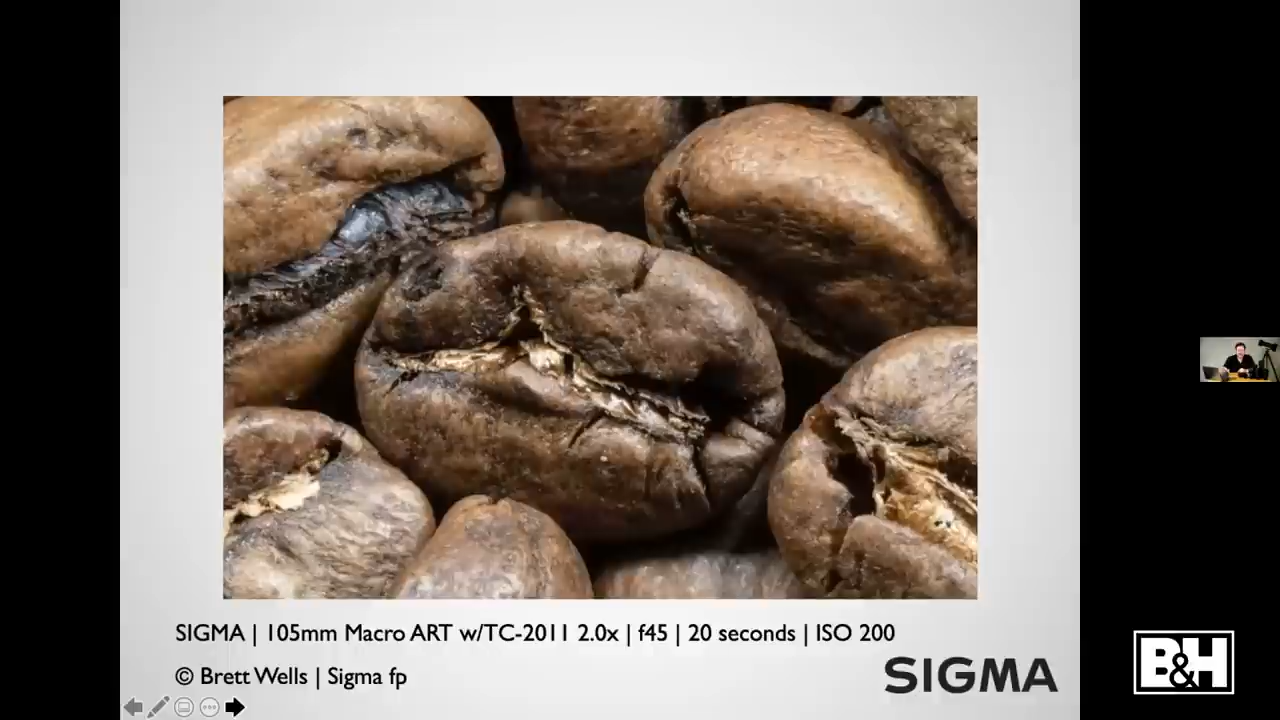 SIGMA | 105mm Macro ART w/TC-2011 2.0x | f45 | 20 seconds | ISO 200
© Brett Wells | Sigma fp
SIGMA
B&H